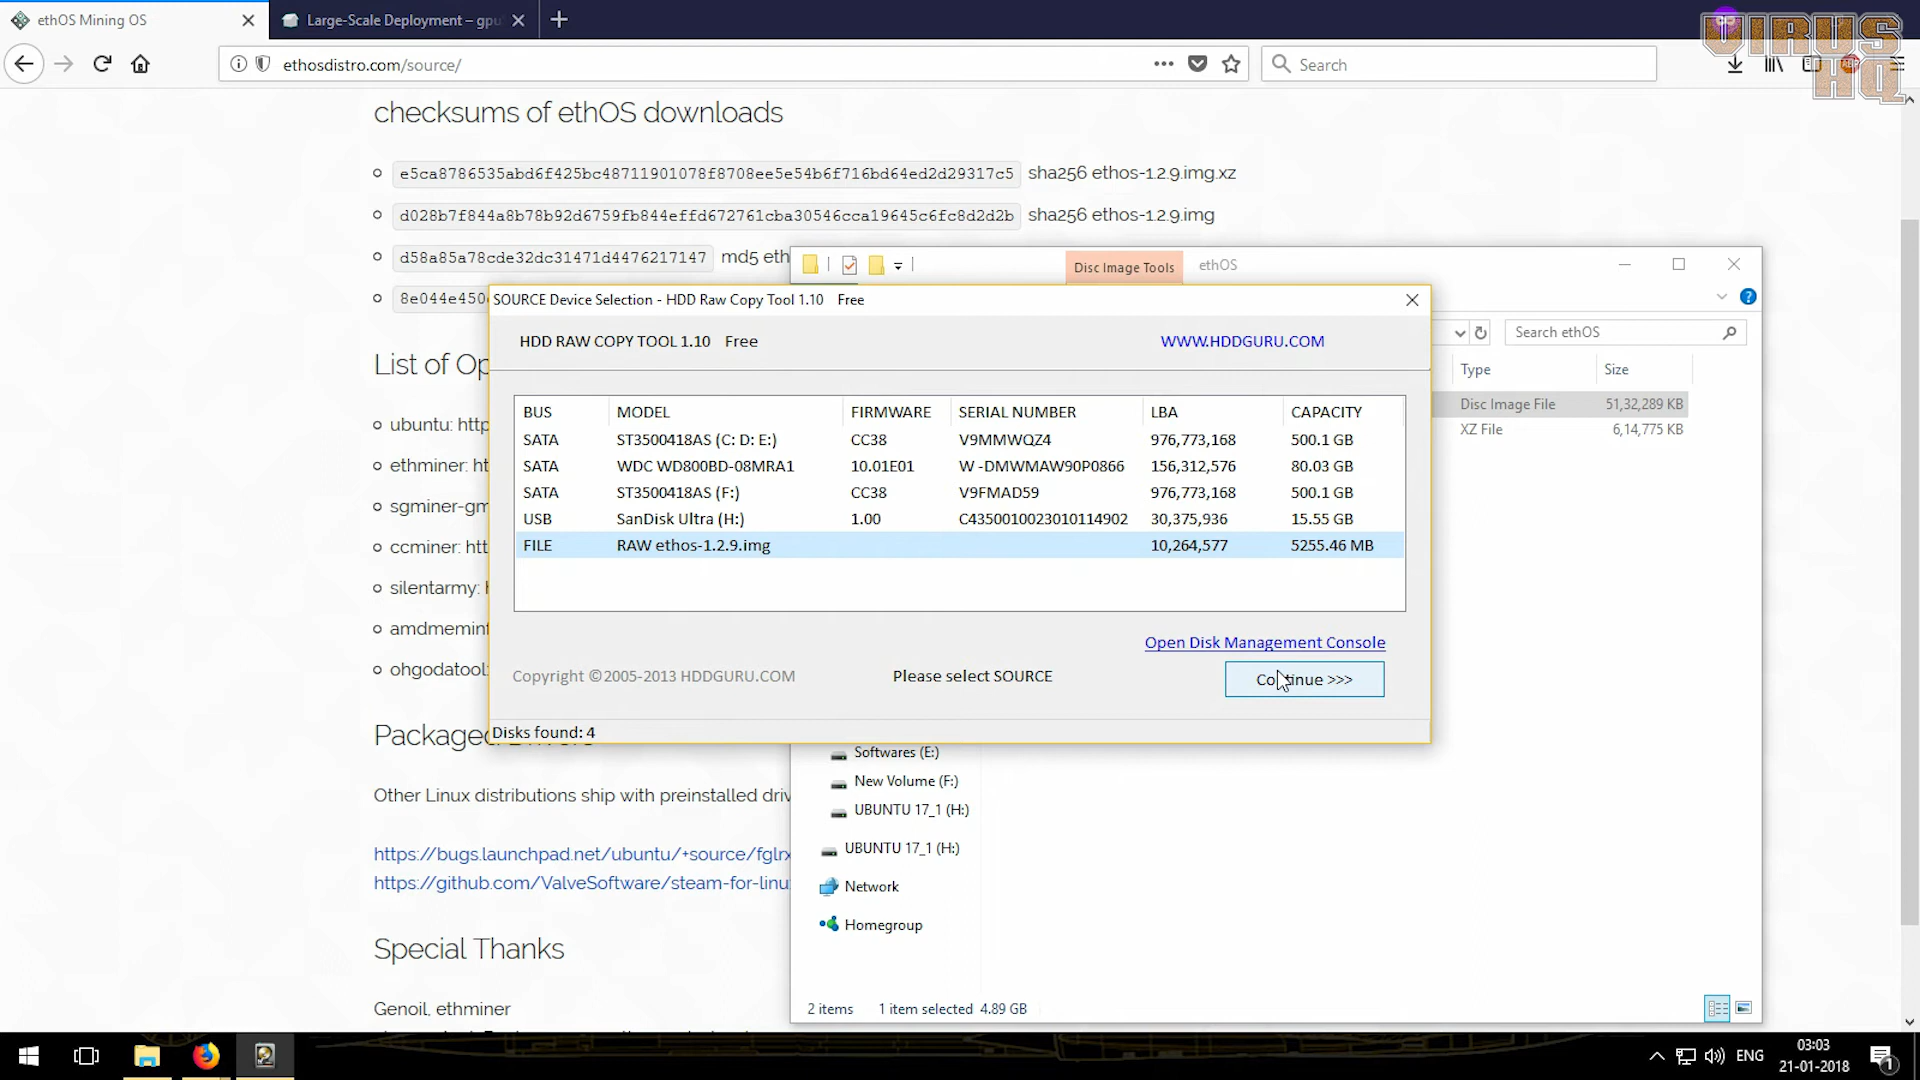 ethOS Mining OS
Large-Scale Deployment – gpu
ethosdistro.com/source/
Search
VIRUS
HQ
checksums of ethOS downloads
e5ca8786535abd6f425bc48711901078f8708ee5e54b6f716bd64ed2d29317c5 sha256 ethos-1.2.9.img.xz
d028b7f844a8b78b92d6759fb844effd672761cba30546cca19645c6fc8d2d2b sha256 ethos-1.2.9.img
d58a85a78cde32dc31471d4476217147 md5 eth
8e044e450
Disc Image Tools ethOS
Search ethOS
Type Size
Disc Image File 51,32,289 KB
XZ File 6,14,775 KB
SOURCE Device Selection - HDD Raw Copy Tool 1.10 Free
HDD RAW COPY TOOL 1.10 Free WWW.HDDGURU.COM
BUS MODEL FIRMWARE SERIAL NUMBER LBA CAPACITY
SATA ST3500418AS (C: D: E:) CC38 V9MMWQZ4 976,773,168 500.1 GB
SATA WDC WD800BD-08MRA1 10.01E01 W -DMWMAW90P0866 156,312,576 80.03 GB
SATA ST3500418AS (F:) CC38 V9FMAD59 976,773,168 500.1 GB
USB SanDisk Ultra (H:) 1.00 C4350010023010114902 30,375,936 15.55 GB
FILE RAW ethos-1.2.9.img 10,264,577 5255.46 MB
Open Disk Management Console
Copyright ©2005-2013 HDDGURU.COM Please select SOURCE Continue >>>
Disks found: 4
List of Op
ubuntu: http
ethminer: ht
sgminer-gm
ccminer: htt
silentarmy: h
amdmeminf
ohgodatool:
Packaged Drivers
Other Linux distributions ship with preinstalled driv
https://bugs.launchpad.net/ubuntu/+source/fglrx
https://github.com/ValveSoftware/steam-for-linu
Special Thanks
Genoil, ethminer
Softwares (E:)
New Volume (F:)
UBUNTU 17_1 (H:)
UBUNTU 17_1 (H:)
Network
Homegroup
2 items 1 item selected 4.89 GB
ENG
03:03
21-01-2018
1